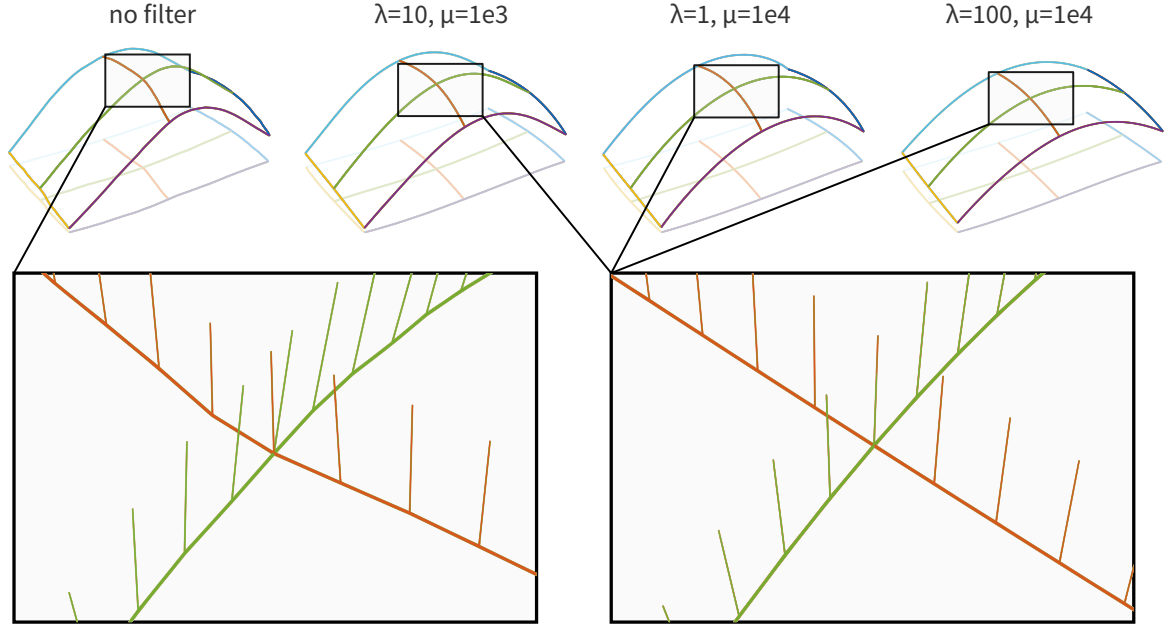 no filter
λ=10, μ=1e3
λ=1, μ=1e4
λ=100, μ=1e4